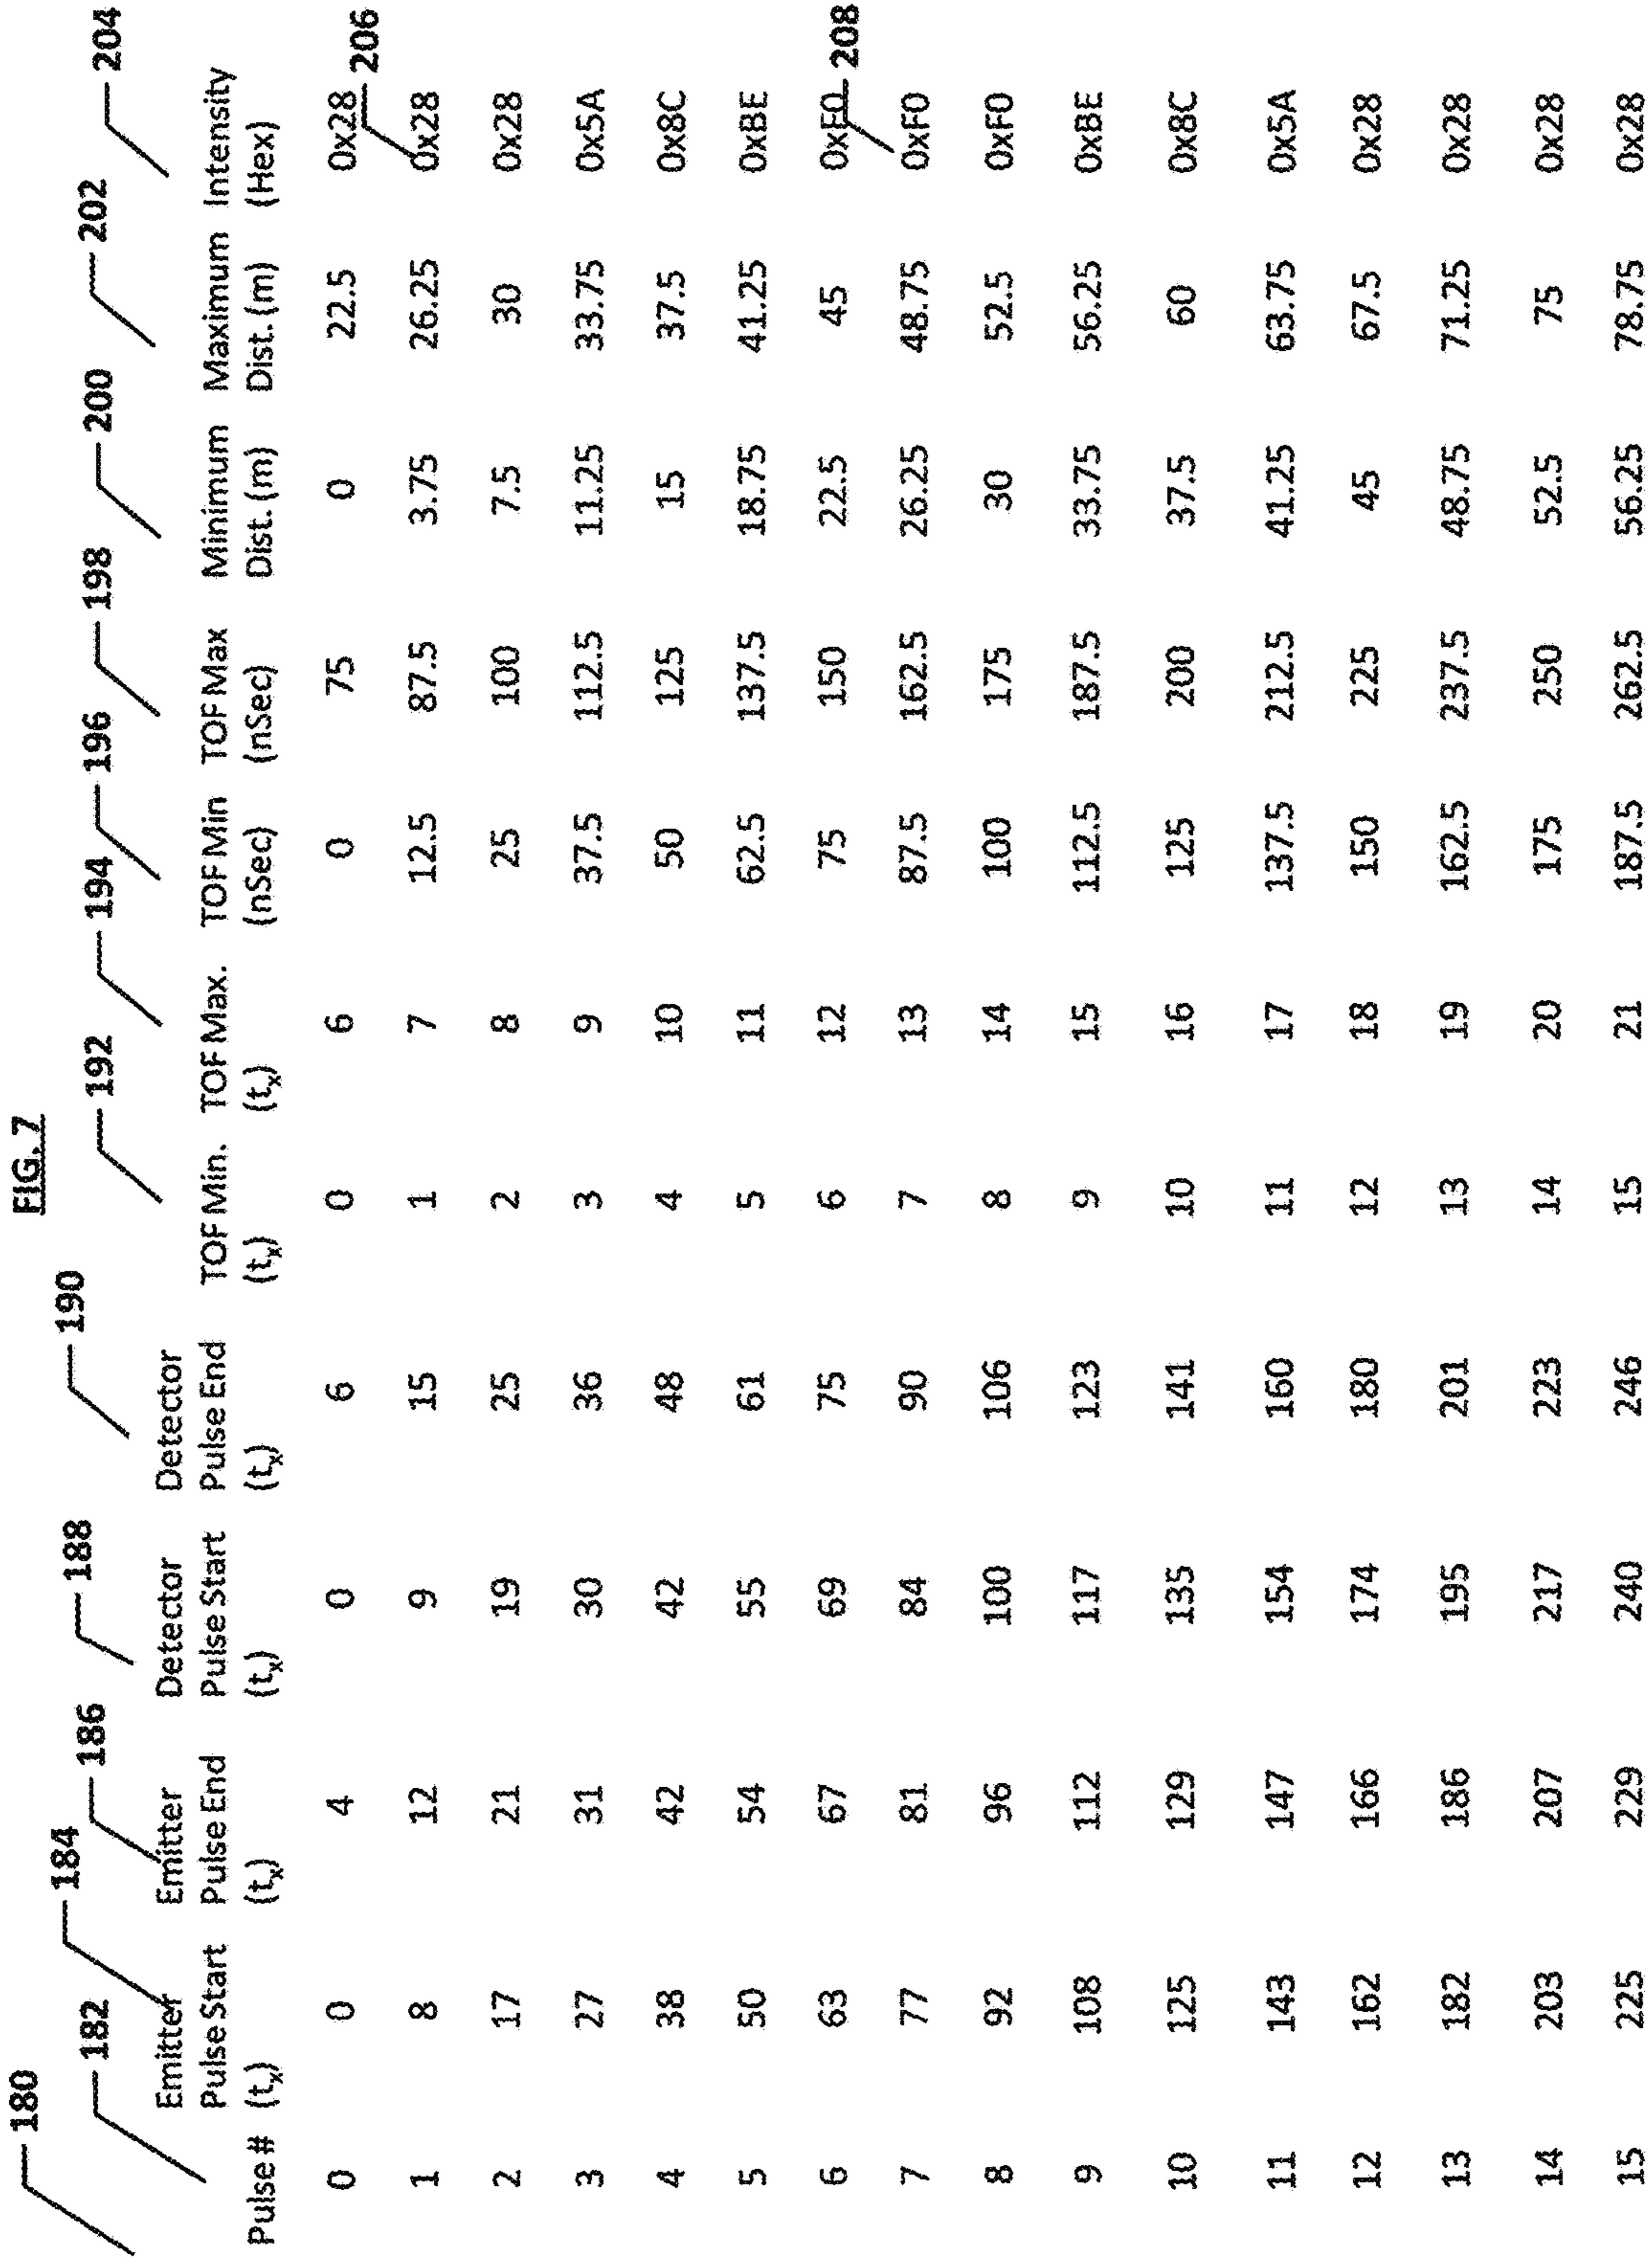 FIG. 7
180
182
184
186
188
190
192
194
196
198
200
202
204
Pulse # Emitter Pulse Start (tx) Emitter Pulse End (tx) Detector Pulse Start (tx) Detector Pulse End (tx) TOF Min. (tx) TOF Max. (tx) TOF Min (nSec) TOF Max (nSec) Minimum Dist. (m) Maximum Dist. (m) Intensity (Hex)
0 0 4 0 6 0 6 0 75 0 22.5 0x28
206
1 8 12 9 15 1 7 12.5 87.5 3.75 26.25 0x28
2 17 21 19 25 2 8 25 100 7.5 30 0x28
3 27 31 30 36 3 9 37.5 112.5 11.25 33.75 0x5A
4 38 42 42 48 4 10 50 125 15 37.5 0x8C
5 50 54 55 61 5 11 62.5 137.5 18.75 41.25 0xBE
6 63 67 69 75 6 12 75 150 22.5 45 0xF0
208
7 77 81 84 90 7 13 87.5 162.5 26.25 48.75 0xF0
8 92 96 100 106 8 14 100 175 30 52.5 0xF0
9 108 112 117 123 9 15 112.5 187.5 33.75 56.25 0xBE
10 125 129 135 141 10 16 125 200 37.5 60 0x8C
11 143 147 154 160 11 17 137.5 212.5 41.25 63.75 0x5A
12 162 166 174 180 12 18 150 225 45 67.5 0x28
13 182 186 195 201 13 19 162.5 237.5 48.75 71.25 0x28
14 203 207 217 223 14 20 175 250 52.5 75 0x28
15 225 229 240 246 15 21 187.5 262.5 56.25 78.75 0x28